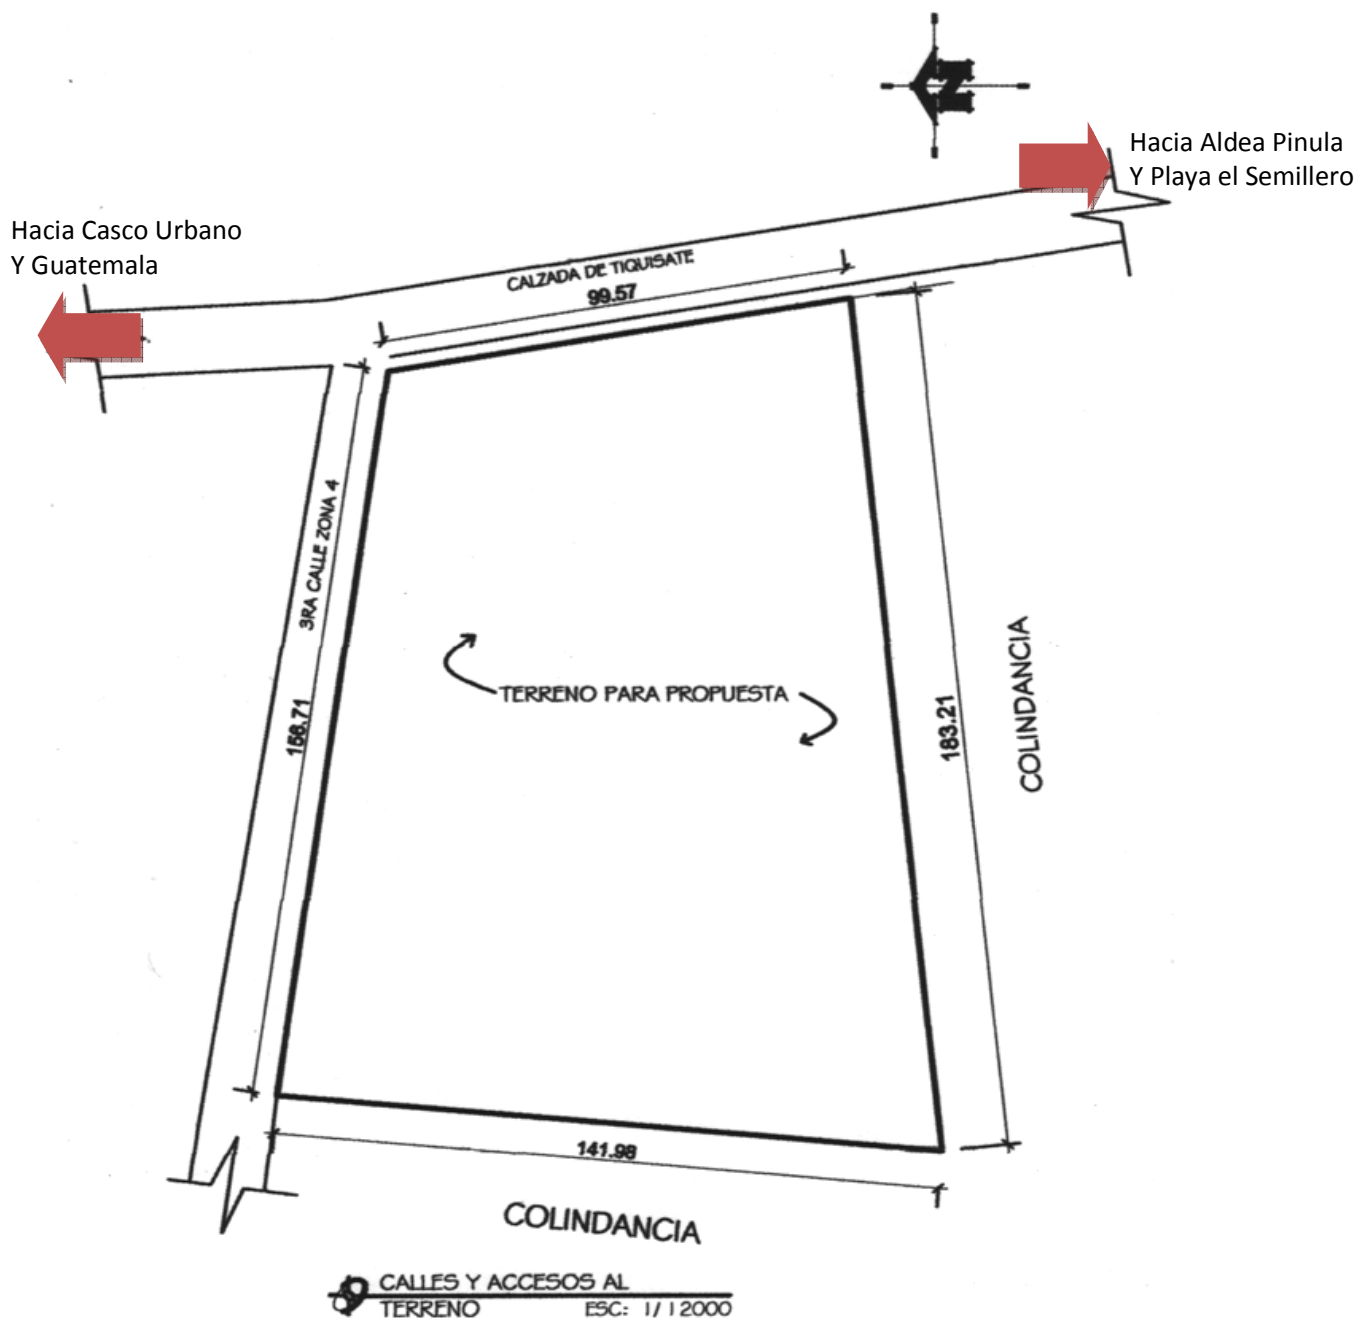 N
Hacia Aldea Pinula
Y Playa el Semillero
Hacia Casco Urbano
Y Guatemala
CALZADA DE TIQUISATE
99.57
3RA CALLE ZONA 4
156.71
TERRENO PARA PROPUESTA
183.21
COLINDANCIA
141.98
COLINDANCIA
CALLES Y ACCESOS AL
TERRENO ESC: 1/12000